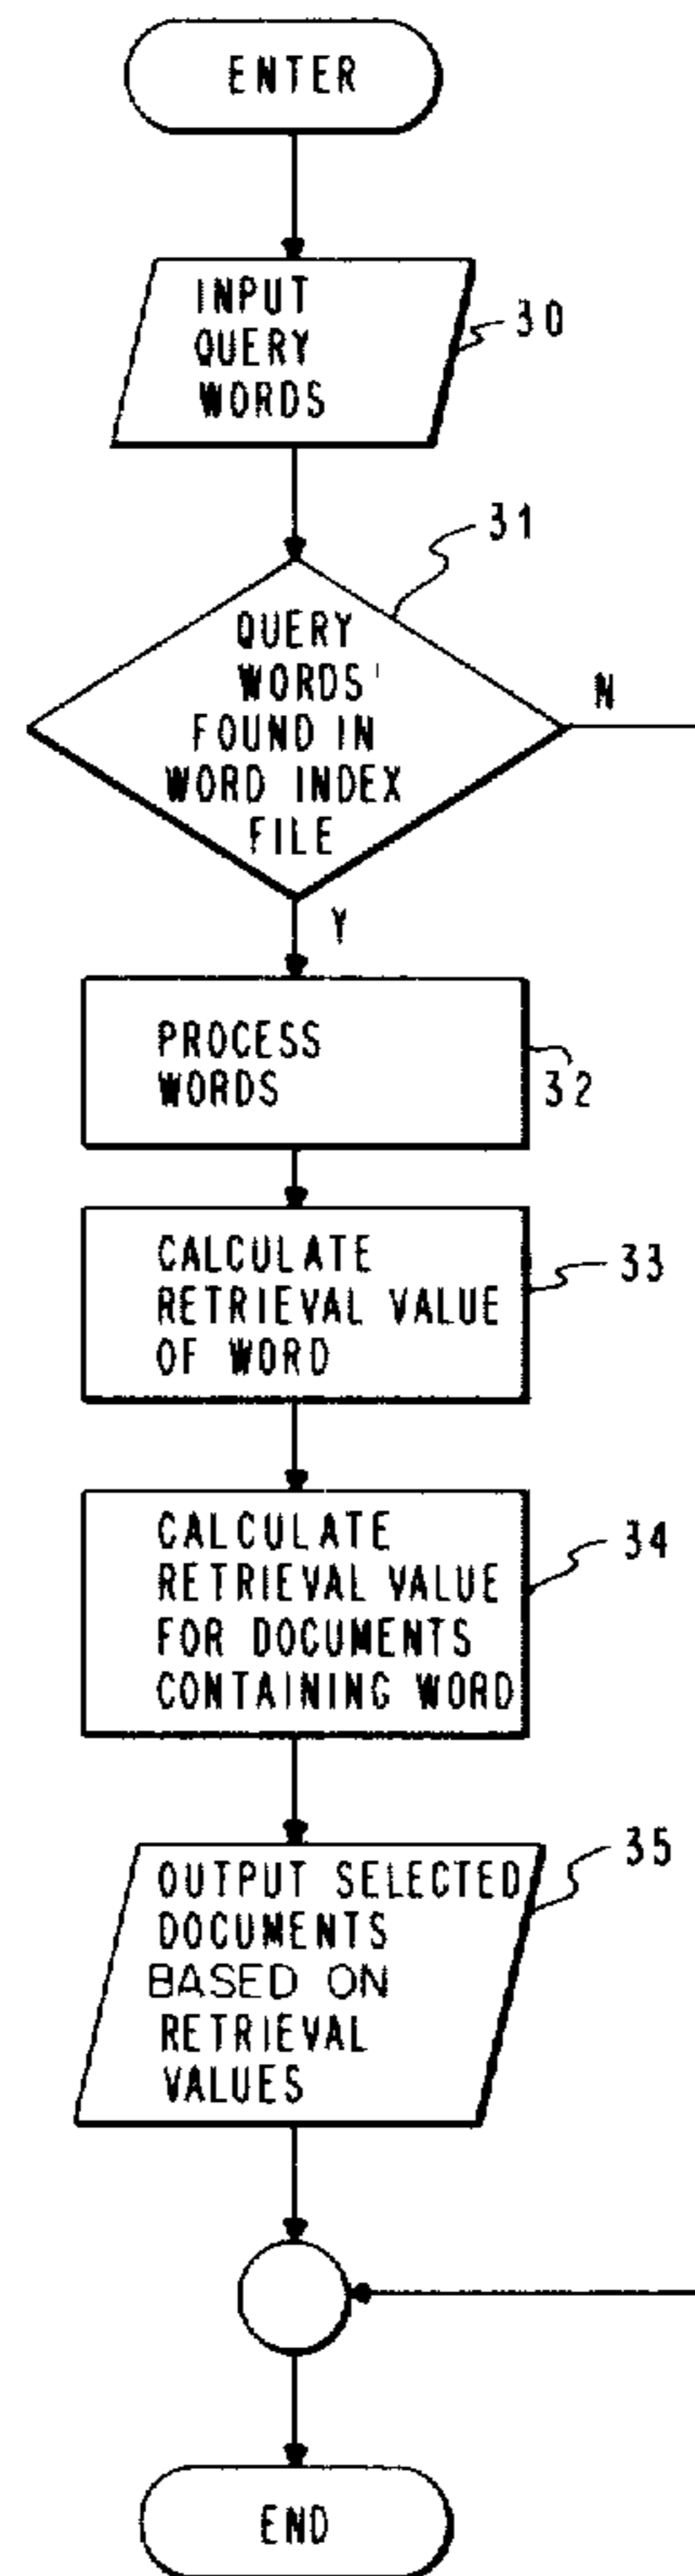 ENTER
INPUT
QUERY
WORDS
30
31
QUERY
WORDS'
FOUND IN
WORD INDEX
FILE
N
Y
PROCESS
WORDS
32
CALCULATE
RETRIEVAL VALUE
OF WORD
33
CALCULATE
RETRIEVAL VALUE
FOR DOCUMENTS
CONTAINING WORD
34
OUTPUT SELECTED
DOCUMENTS
BASED ON
RETRIEVAL
VALUES
35
END